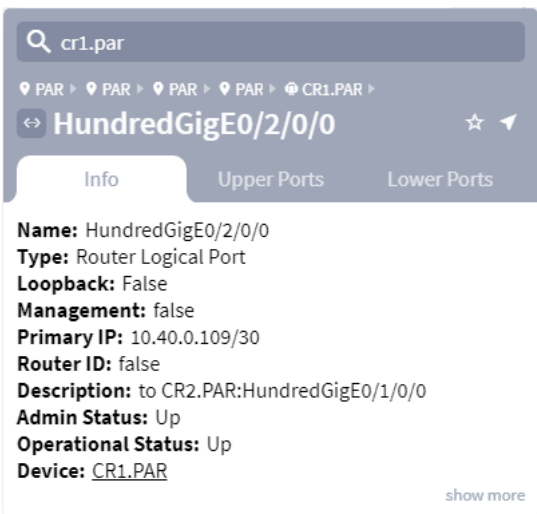 cr1.par
PAR PAR PAR PAR CR1.PAR
HundredGigE0/2/0/0
Info Upper Ports Lower Ports
Name: HundredGigE0/2/0/0
Type: Router Logical Port
Loopback: False
Management: false
Primary IP: 10.40.0.109/30
Router ID: false
Description: to CR2.PAR:HundredGigE0/1/0/0
Admin Status: Up
Operational Status: Up
Device: CR1.PAR
show more